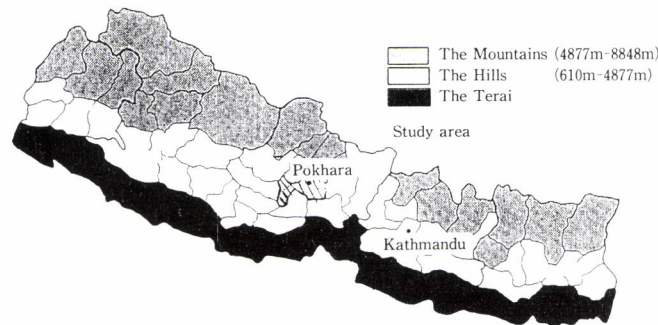 The Mountains (4877m-8848m)
The Hills (610m-4877m)
The Terai
Study area
Pokhara
Kathmandu